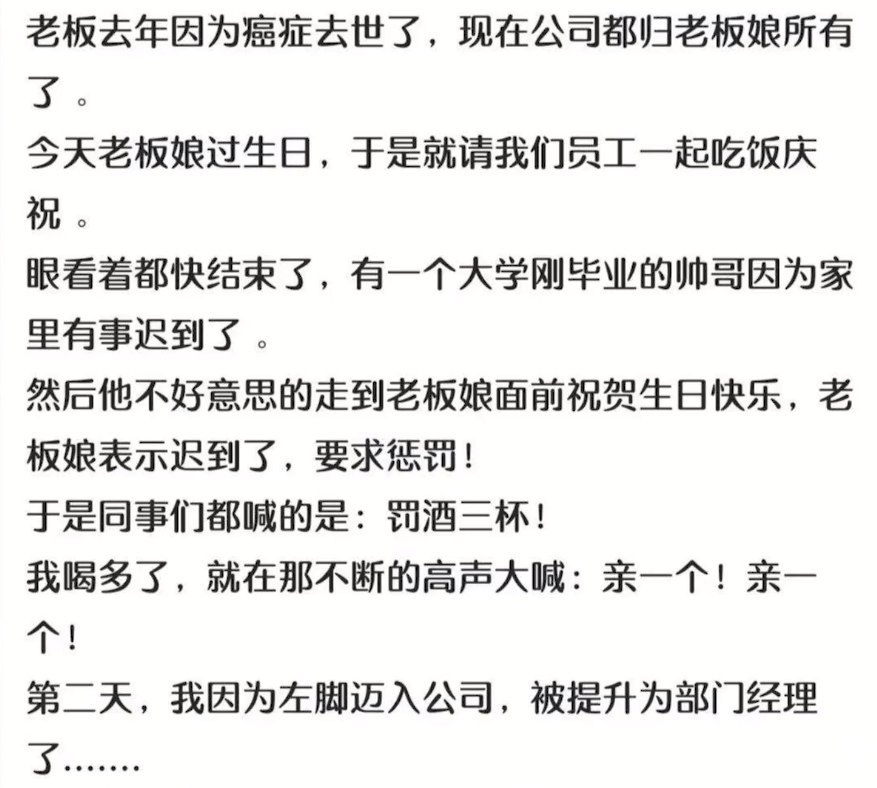 老板去年因为癌症去世了，现在公司都归老板娘所有
了 。
今天老板娘过生日，于是就请我们员工一起吃饭庆
祝 。
眼看着都快结束了，有一个大学刚毕业的帅哥因为家
里有事迟到了 。
然后他不好意思的走到老板娘面前祝贺生日快乐，老
板娘表示迟到了，要求惩罚！
于是同事们都喊的是：罚酒三杯！
我喝多了，就在那不断的高声大喊：亲一个！亲一
个！
第二天，我因为左脚迈入公司，被提升为部门经理
了.......